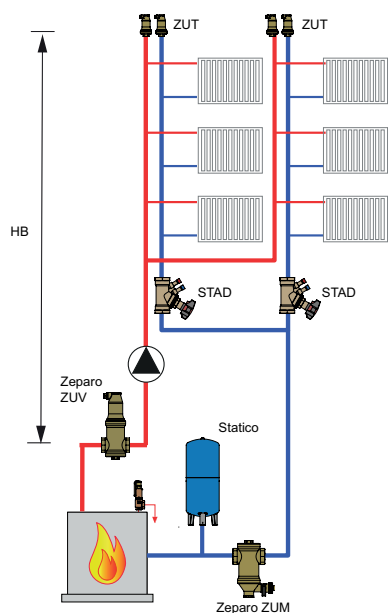 ZUT
ZUT
HB
STAD
STAD
Zeparo
ZUV
Statico
Zeparo ZUM